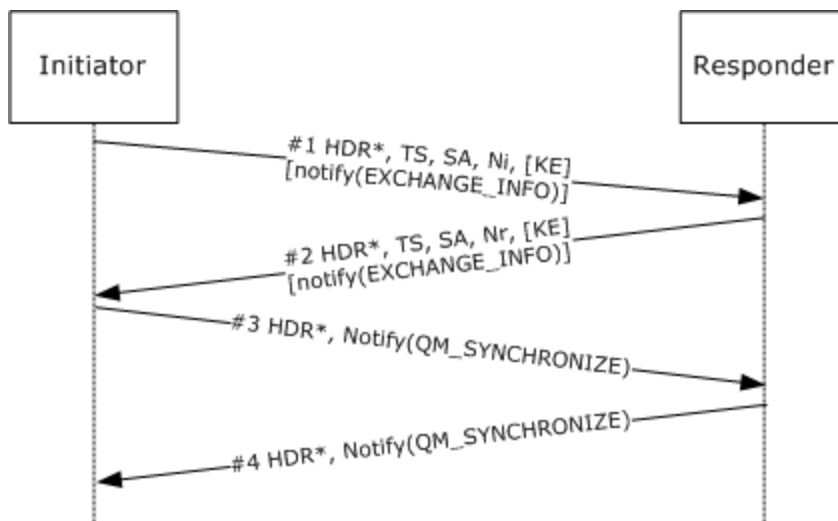 Initiator
Responder
#1 HDR*, TS, SA, Ni, [KE]
[notify(EXCHANGE_INFO)]
#2 HDR*, TS, SA, Nr, [KE]
[notify(EXCHANGE_INFO)]
#3 HDR*, Notify(QM_SYNCHRONIZE)
#4 HDR*, Notify(QM_SYNCHRONIZE)